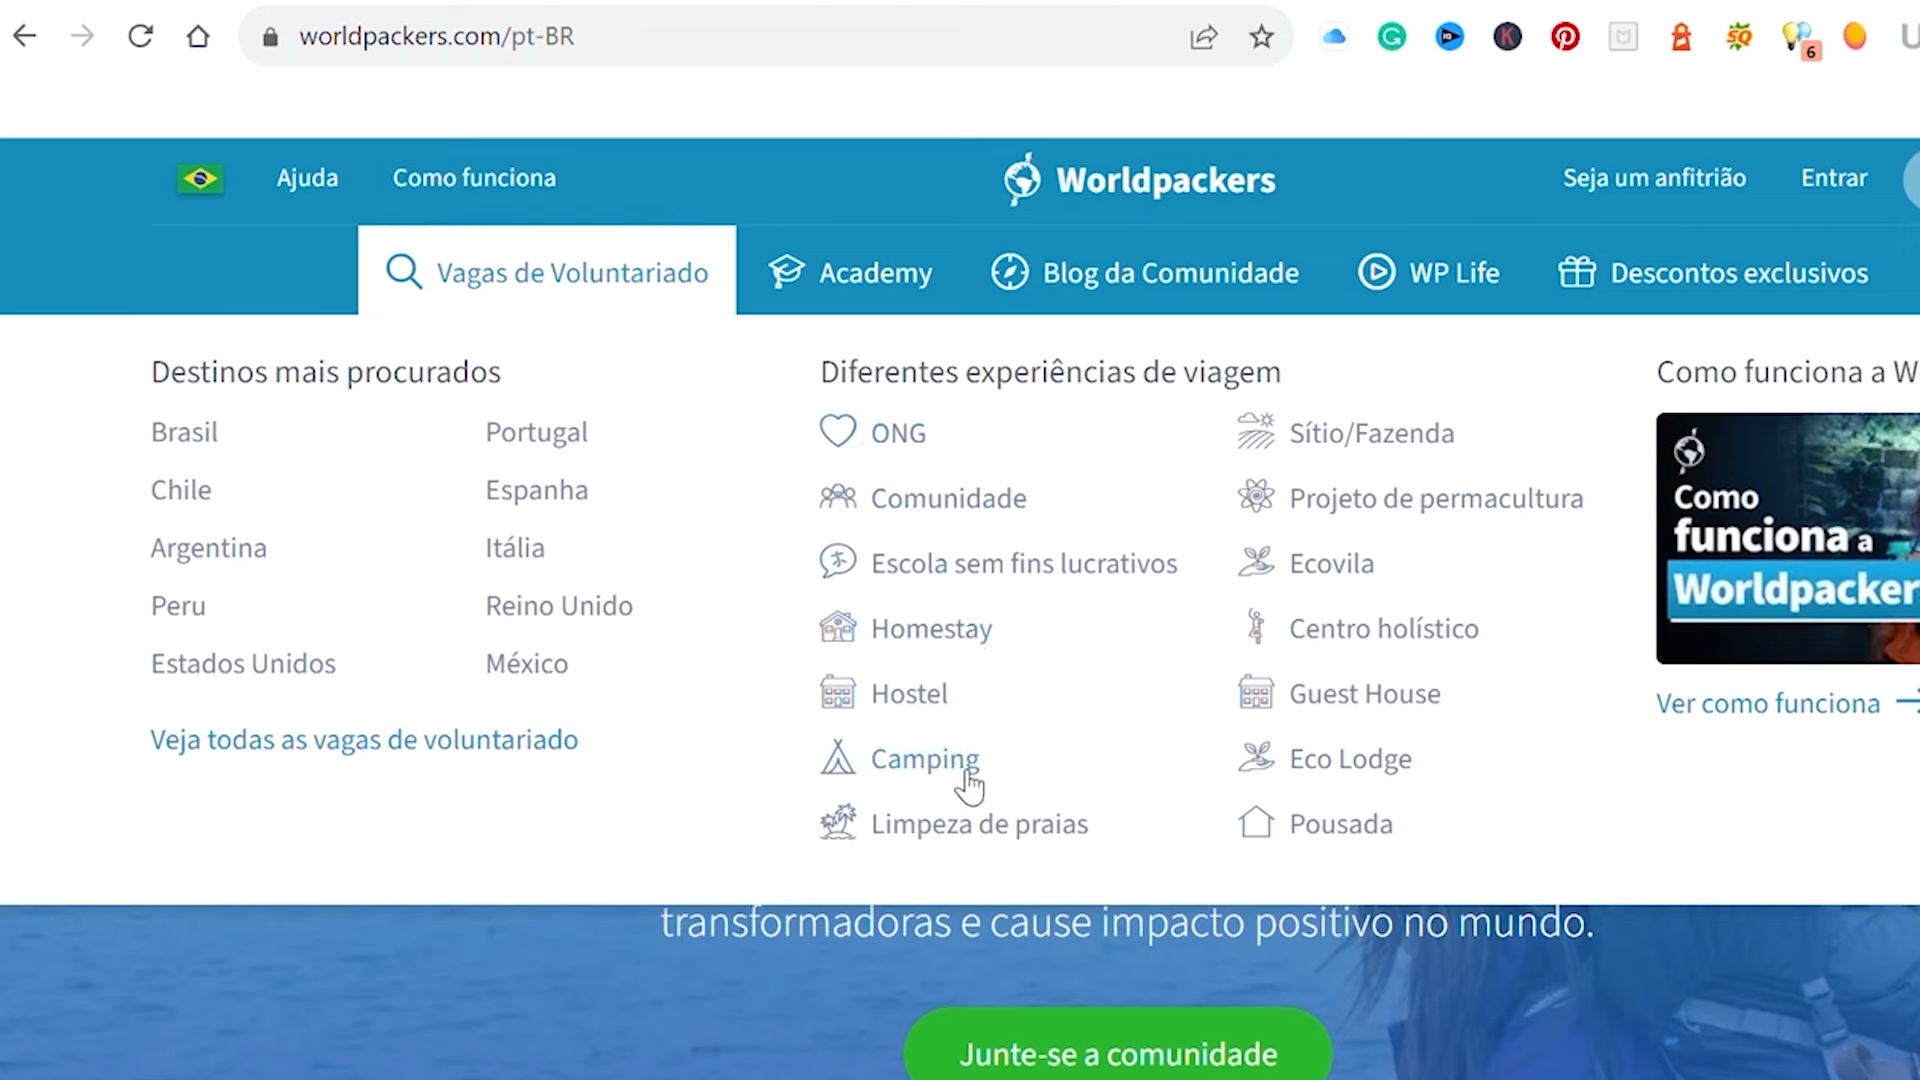 worldpackers.com/pt-BR
6
Ajuda
Como funciona
Worldpackers
Seja um anfitrião
Entrar
Vagas de Voluntariado
Academy
Blog da Comunidade
WP Life
Descontos exclusivos
Destinos mais procurados
Brasil
Portugal
Chile
Espanha
Argentina
Itália
Peru
Reino Unido
Estados Unidos
México
Veja todas as vagas de voluntariado
Diferentes experiências de viagem
ONG
Sítio/Fazenda
Comunidade
Projeto de permacultura
Escola sem fins lucrativos
Ecovila
Homestay
Centro holístico
Hostel
Guest House
Camping
Eco Lodge
Limpeza de praias
Pousada
Como funciona a W
Como
funciona a
Worldpacker
Ver como funciona
transformadoras e cause impacto positivo no mundo.
Junte-se a comunidade